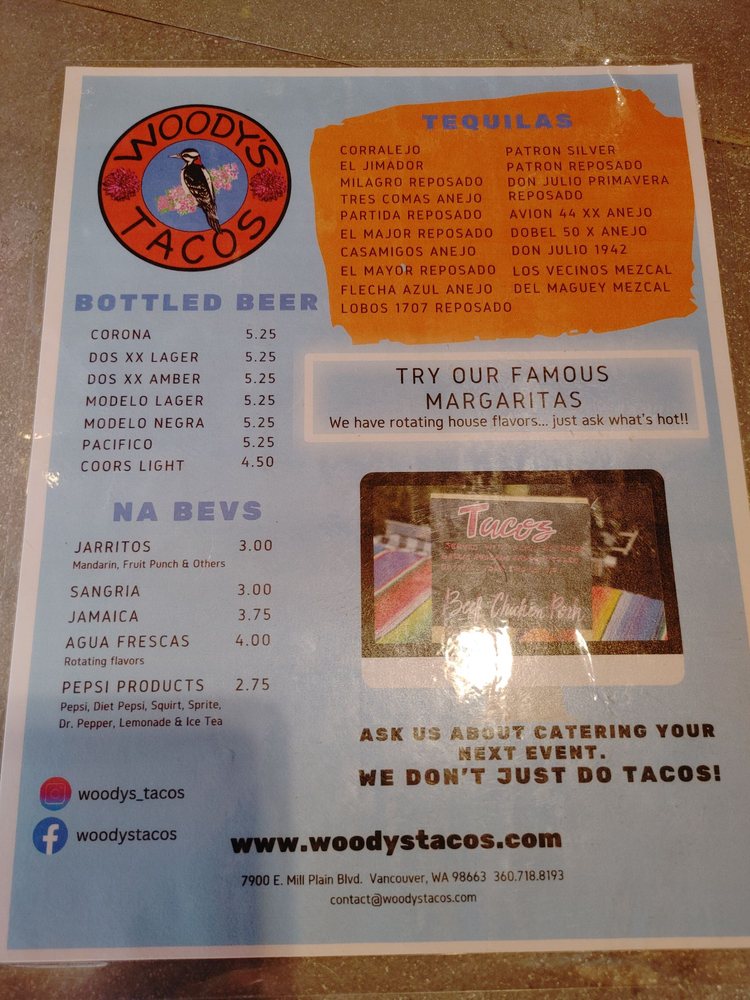 WOODY'S
TACOS
TEQUILAS
CORRALEJO
EL JIMADOR
MILAGRO REPOSADO
TRES COMAS ANEJO
PARTIDA REPOSADO
EL MAJOR REPOSADO
CASAMIGOS ANEJO
EL MAYOR REPOSADO
FLECHA AZUL ANEJO
LOBOS 1707 REPOSADO
PATRON SILVER
PATRON REPOSADO
DON JULIO PRIMAVERA
REPOSADO
AVION 44 XX ANEJO
DOBEL 50 X ANEJO
DON JULIO 1942
LOS VECINOS MEZCAL
DEL MAGUEY MEZCAL
BOTTLED BEER
CORONA 5.25
DOS XX LAGER 5.25
DOS XX AMBER 5.25
MODELO LAGER 5.25
MODELO NEGRA 5.25
PACIFICO 5.25
COORS LIGHT 4.50
TRY OUR FAMOUS
MARGARITAS
We have rotating house flavors... just ask what's hot!!
NA BEVS
JARRITOS 3.00
Mandarin, Fruit Punch & Others
SANGRIA 3.00
JAMAICA 3.75
AGUA FRESCAS 4.00
Rotating flavors
PEPSI PRODUCTS 2.75
Pepsi, Diet Pepsi, Squirt, Sprite,
Dr. Pepper, Lemonade & Ice Tea
Tacos
Beef Chicken Pork
ASK US ABOUT CATERING YOUR
NEXT EVENT.
WE DON'T JUST DO TACOS!
woodys_tacos
woodystacos
www.woodystacos.com
7900 E. Mill Plain Blvd. Vancouver, WA 98663 360.718.8193
contact@woodystacos.com